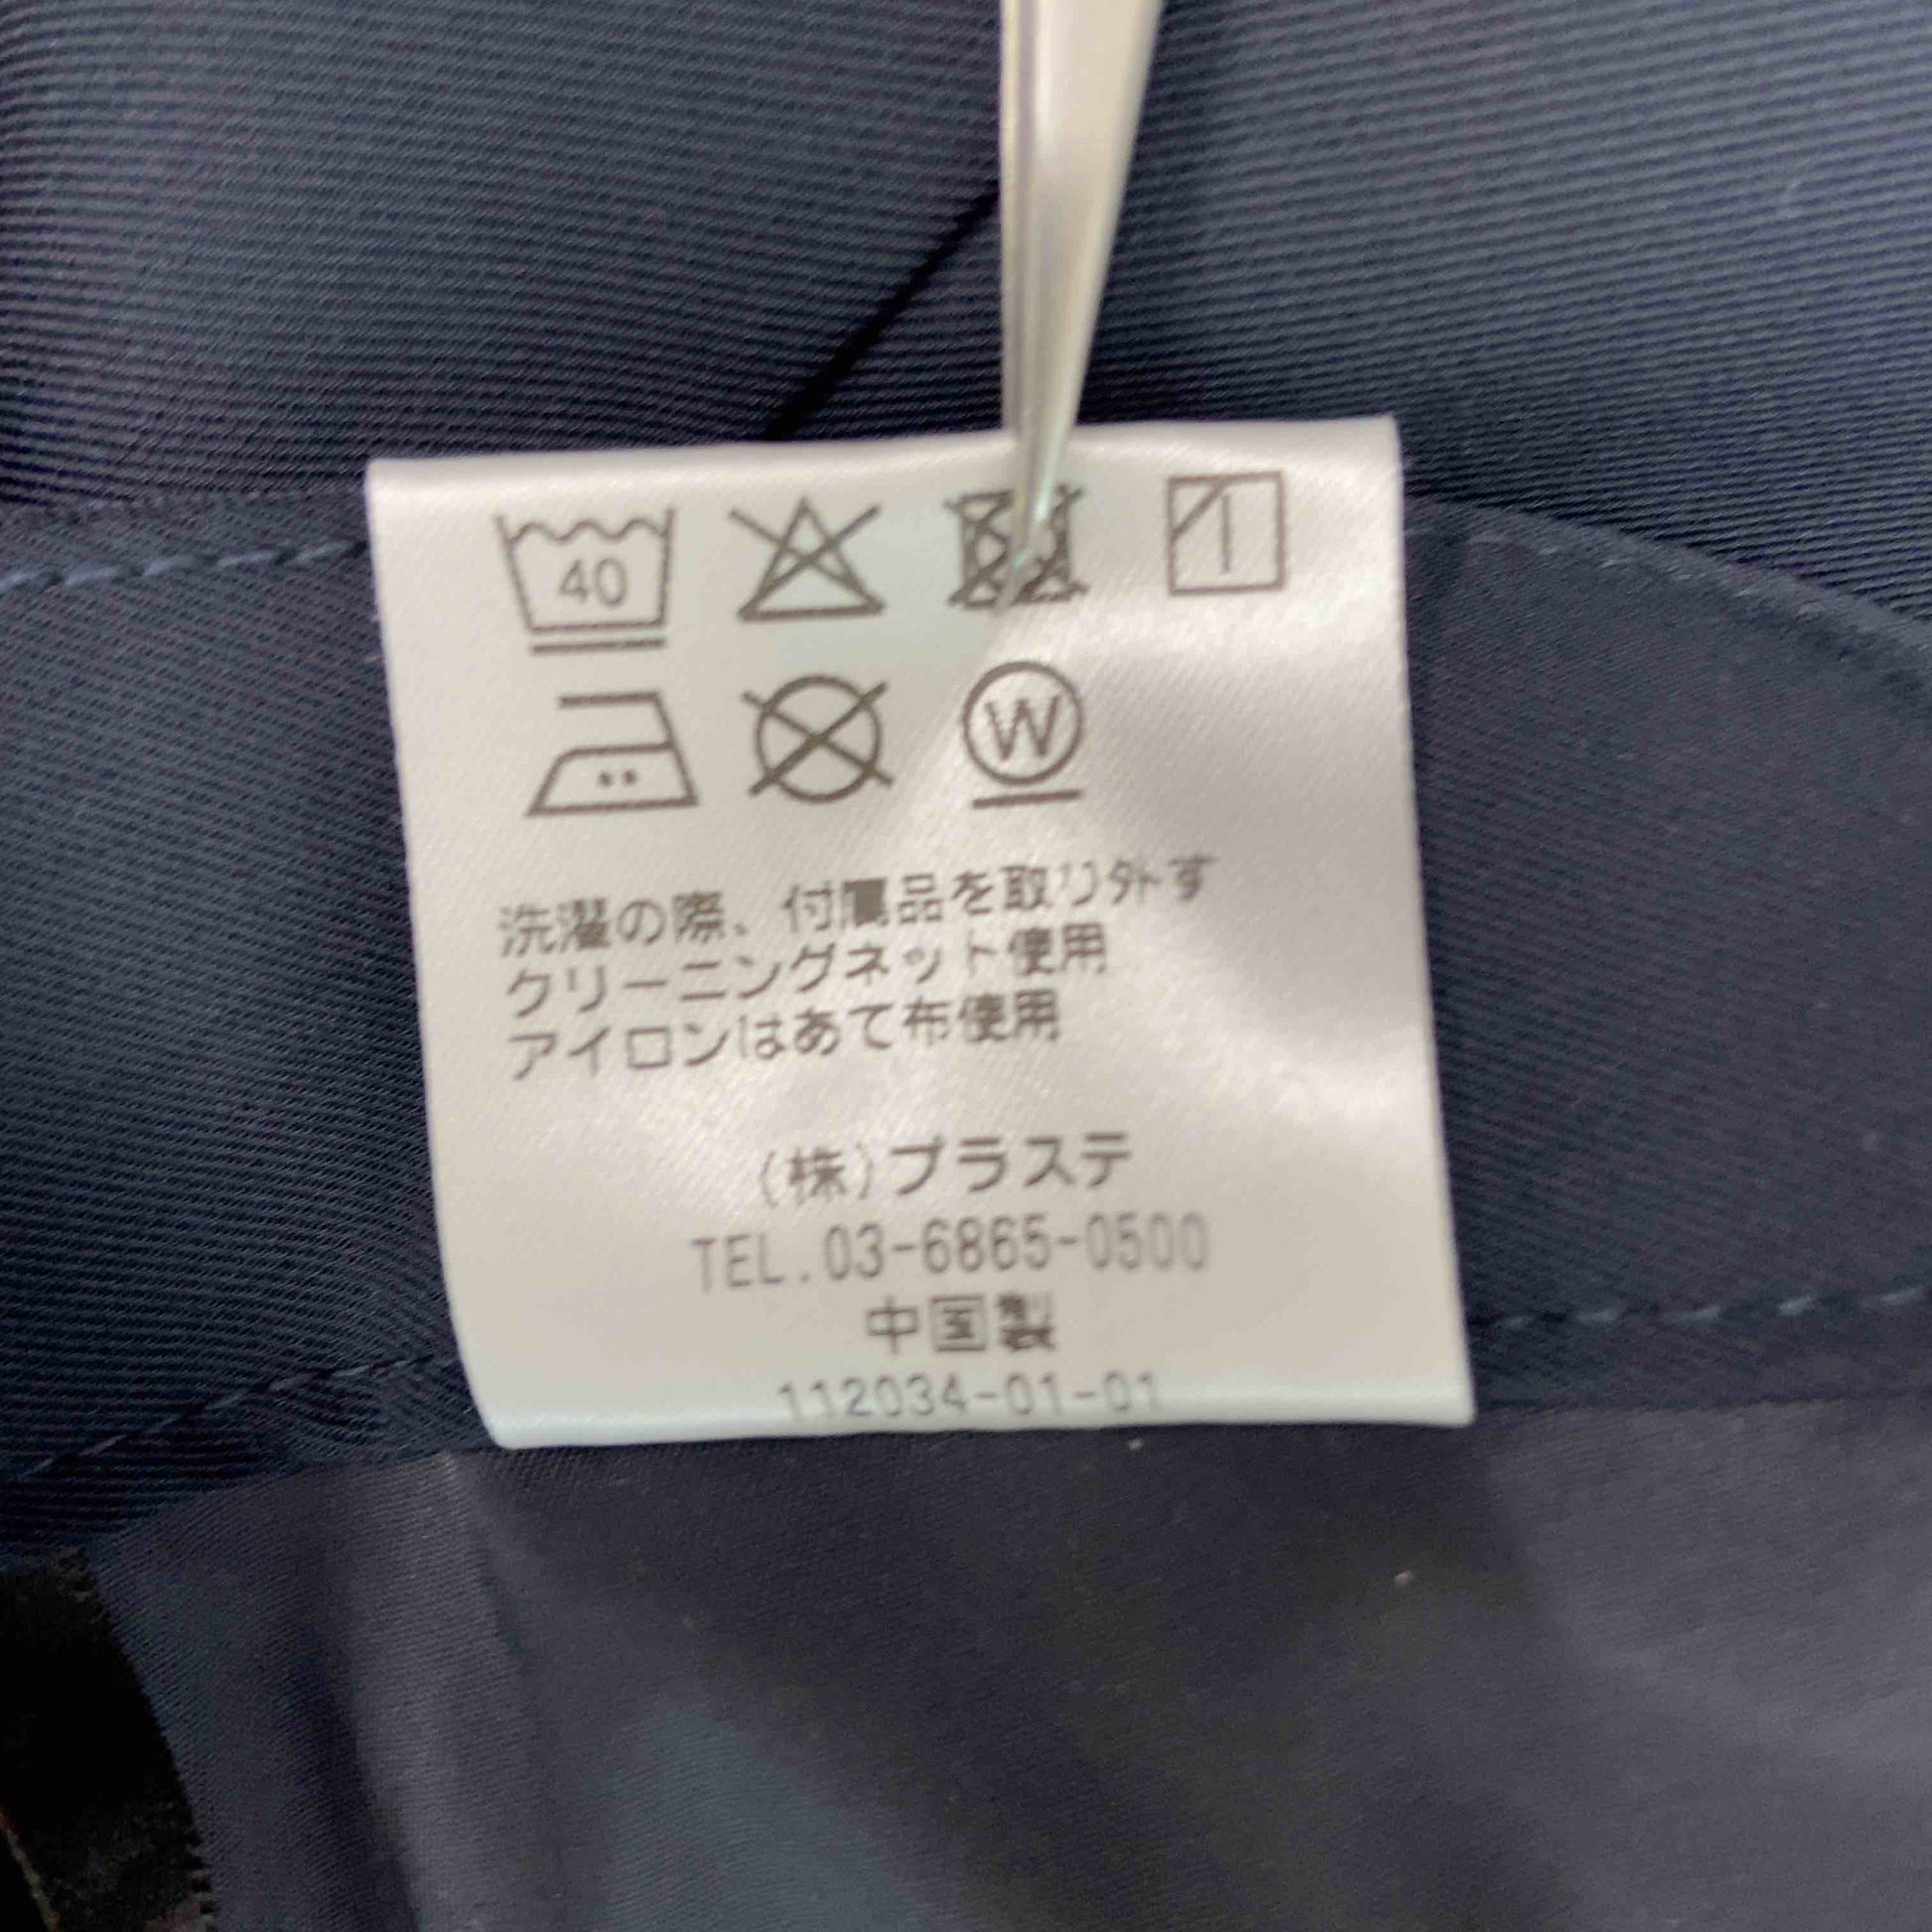 40
W
洗濯の際、付属品を取り外す
クリーニングネット使用
アイロンはあて布使用
(株)プラステ
TEL.03-6865-0500
中国製
112034-01-01